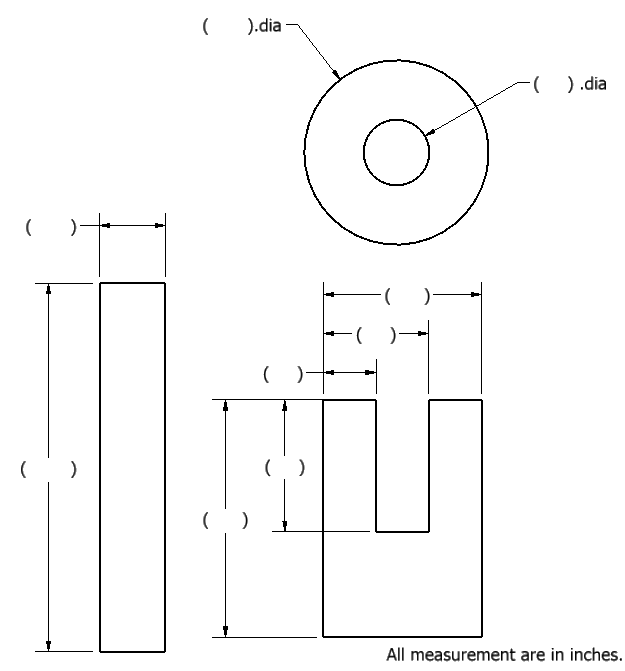 (     ).dia
(     ) .dia
(     )
(     )
(     )
(     )
(     )
(     )
(     )
All measurement are in inches.